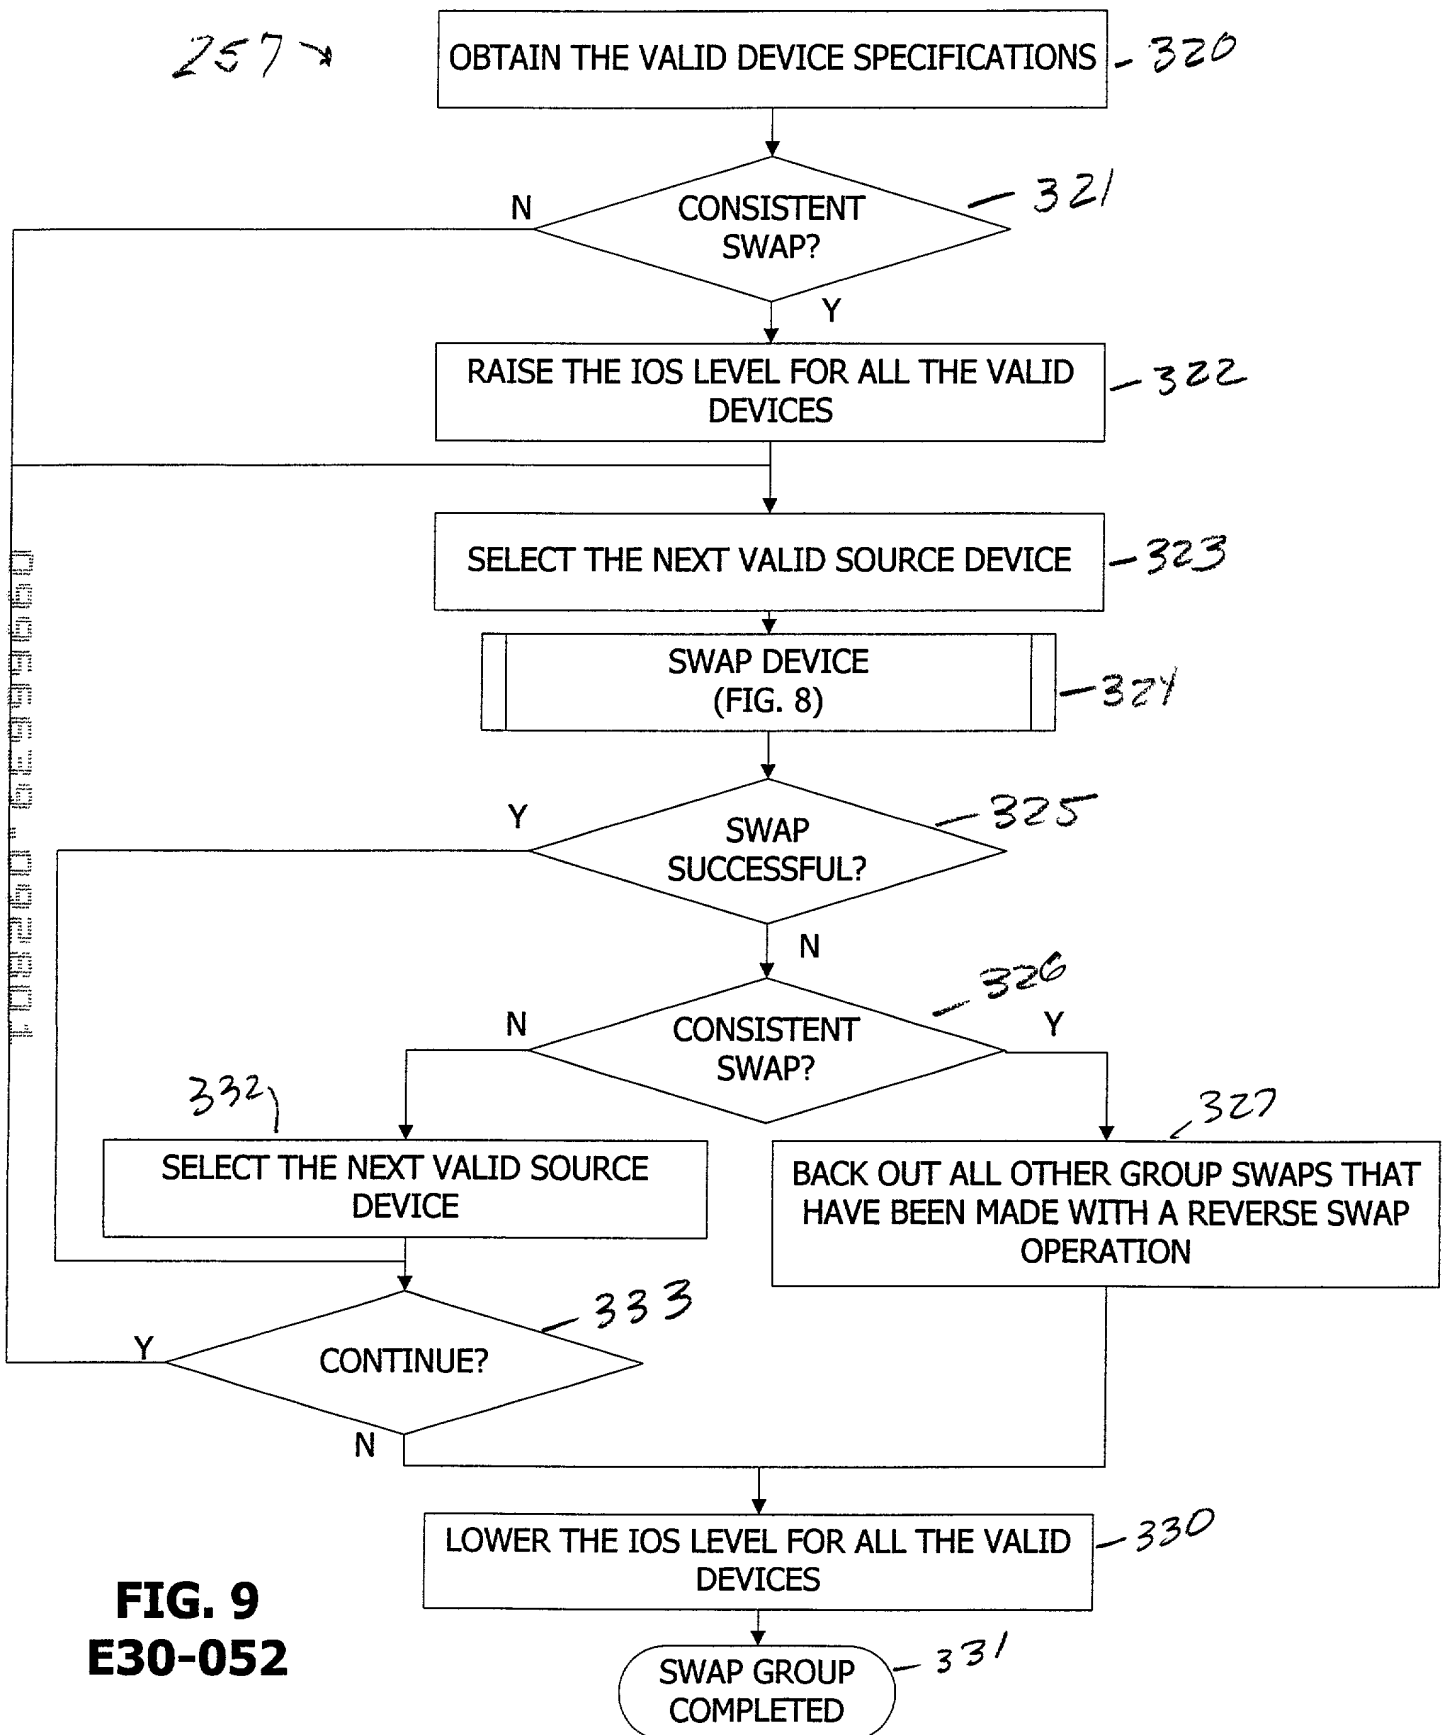 257
OBTAIN THE VALID DEVICE SPECIFICATIONS
320
CONSISTENT
SWAP?
321
N
Y
RAISE THE IOS LEVEL FOR ALL THE VALID
DEVICES
322
SELECT THE NEXT VALID SOURCE DEVICE
323
SWAP DEVICE
(FIG. 8)
324
SWAP
SUCCESSFUL?
325
Y
N
CONSISTENT
SWAP?
326
N
Y
332
SELECT THE NEXT VALID SOURCE
DEVICE
327
BACK OUT ALL OTHER GROUP SWAPS THAT
HAVE BEEN MADE WITH A REVERSE SWAP
OPERATION
CONTINUE?
333
Y
N
LOWER THE IOS LEVEL FOR ALL THE VALID
DEVICES
330
SWAP GROUP
COMPLETED
331
FIG. 9
E30-052
09966639.092801